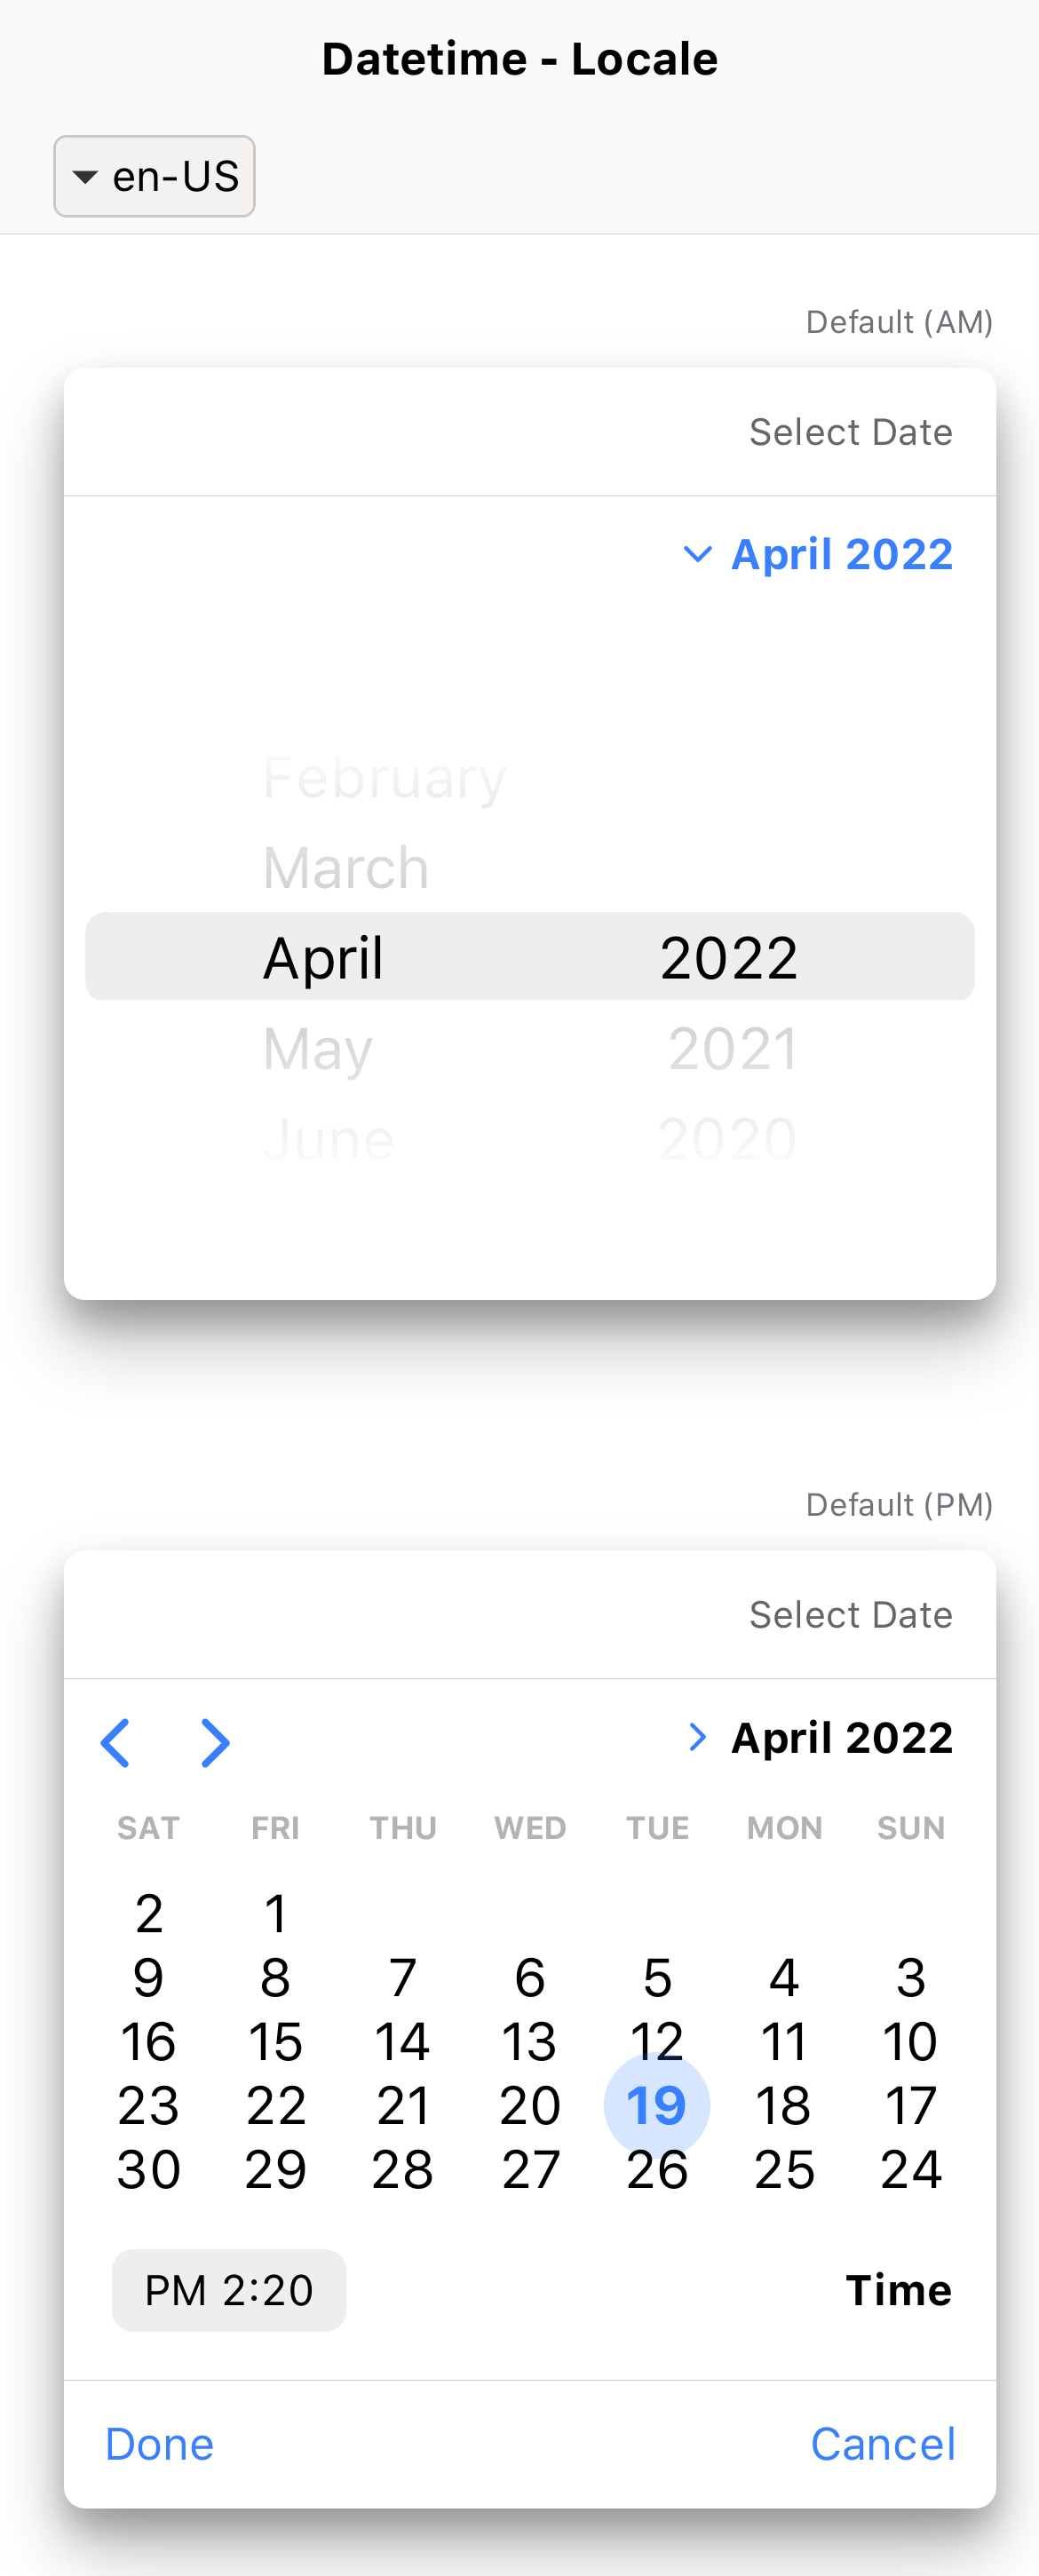 Datetime - Locale
en-US
Default (AM)
Select Date
April 2022
February
March
April 2022
May 2021
June 2020
Default (PM)
Select Date
April 2022
SAT FRI THU WED TUE MON SUN
2 1
9 8 7 6 5 4 3
16 15 14 13 12 11 10
23 22 21 20 19 18 17
30 29 28 27 26 25 24
PM 2:20 Time
Done Cancel